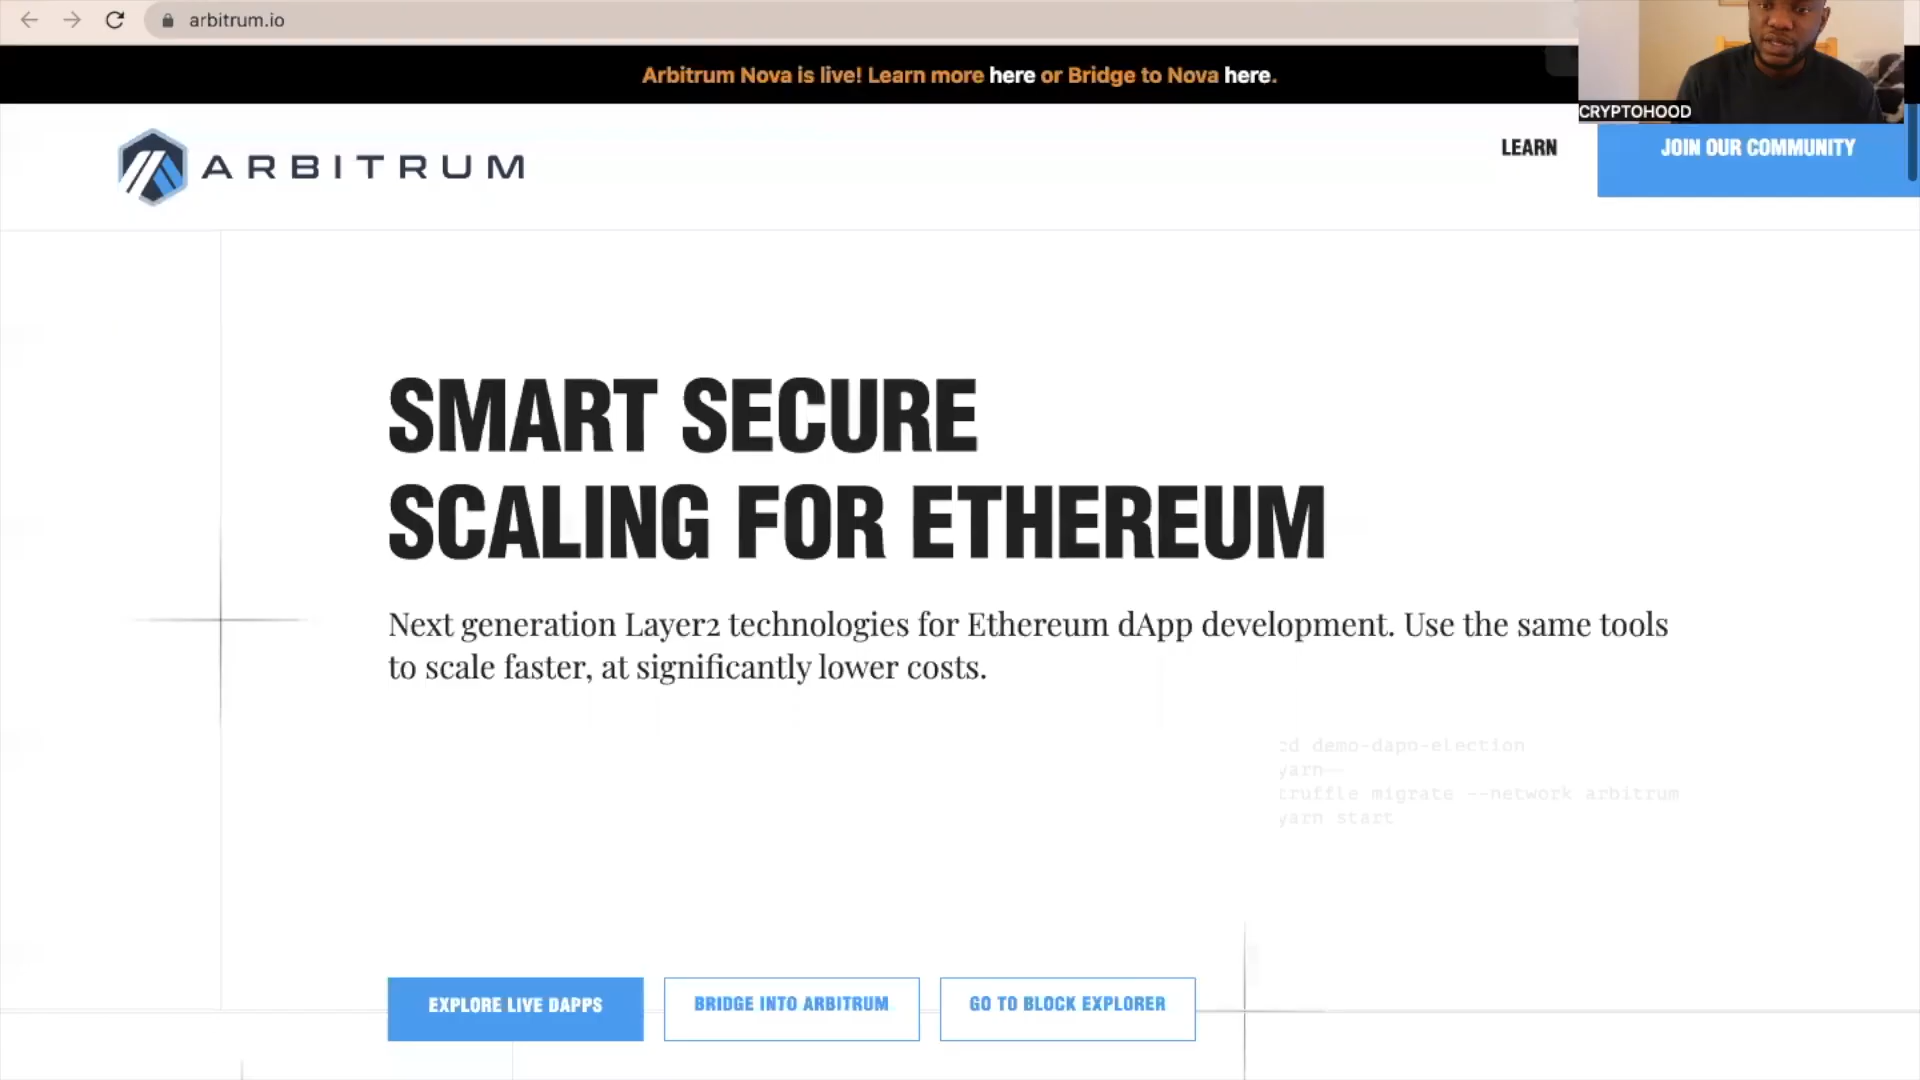 arbitrum.io
Arbitrum Nova is live! Learn more here or Bridge to Nova here.
CRYPTOHOOD
ARBITRUM
LEARN
JOIN OUR COMMUNITY
SMART SECURE
SCALING FOR ETHEREUM
Next generation Layer2 technologies for Ethereum dApp development. Use the same tools
to scale faster, at significantly lower costs.
cd demo-dapp-election
yarn
truffle migrate --network arbitrum
yarn start
EXPLORE LIVE DAPPS
BRIDGE INTO ARBITRUM
GO TO BLOCK EXPLORER